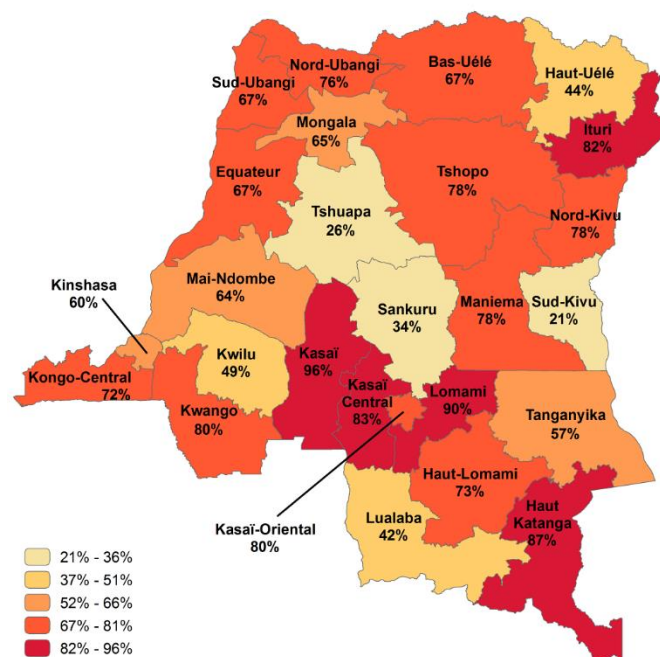 Nord-Ubangi
76%
Bas-Uélé
67%
Haut-Uélé
44%
Sud-Ubangi
67%
Mongala
65%
Ituri
82%
Equateur
67%
Tshopo
78%
Tshuapa
26%
Nord-Kivu
78%
Kinshasa
60%
Mai-Ndombe
64%
Sankuru
34%
Maniema
78%
Sud-Kivu
21%
Kwilu
49%
Kasaï
96%
Kongo-Central
72%
Kasaï
Central
83%
Lomami
90%
Kwango
80%
Tanganyika
57%
Haut-Lomami
73%
Kasaï-Oriental
80%
Lualaba
42%
Haut
Katanga
87%
21% - 36%
37% - 51%
52% - 66%
67% - 81%
82% - 96%